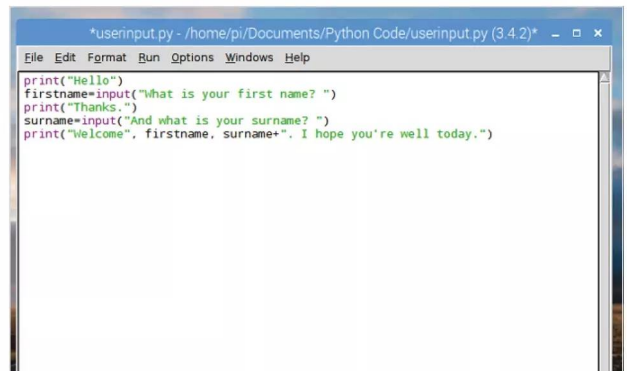 *userinput.py - /home/pi/Documents/Python Code/userinput.py (3.4.2)*
File Edit Format Run Options Windows Help
print("Hello")
firstname=input("What is your first name? ")
print("Thanks.")
surname=input("And what is your surname? ")
print("Welcome", firstname, surname+". I hope you're well today.")